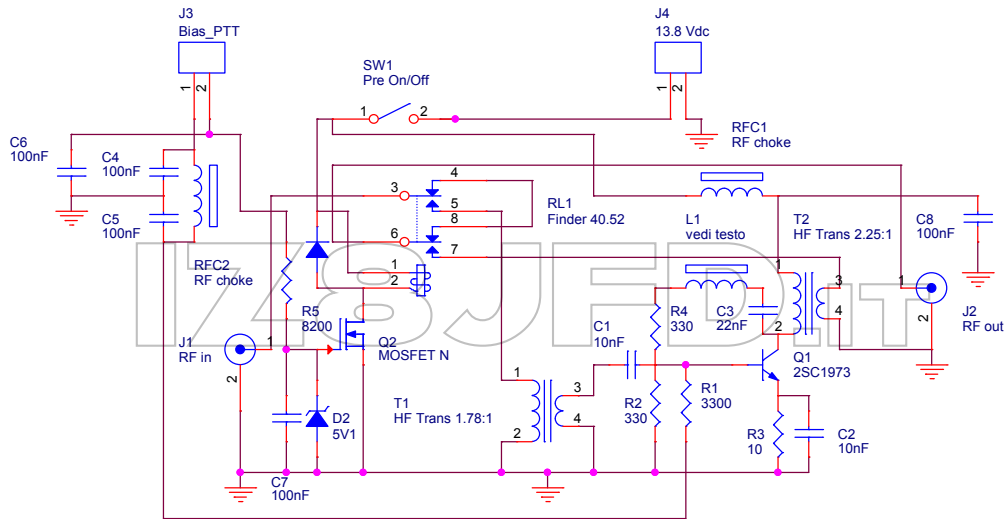 J3
Bias_PTT
1
2
J4
13.8 Vdc
1
2
SW1
Pre On/Off
1
2
RFC1
RF choke
C6
100nF
C4
100nF
C5
100nF
RFC2
RF choke
3
4
5
8
6
7
1
2
RL1
Finder 40.52
L1
vedi testo
T2
HF Trans 2.25:1
1
2
3
4
C8
100nF
J2
RF out
1
2
IZ8JFD.IT
R5
8200
Q2
MOSFET N
J1
RF in
1
2
C1
10nF
R4
330
C3
22nF
Q1
2SC1973
D2
5V1
C7
100nF
T1
HF Trans 1.78:1
1
2
3
4
R2
330
R1
3300
R3
10
C2
10nF